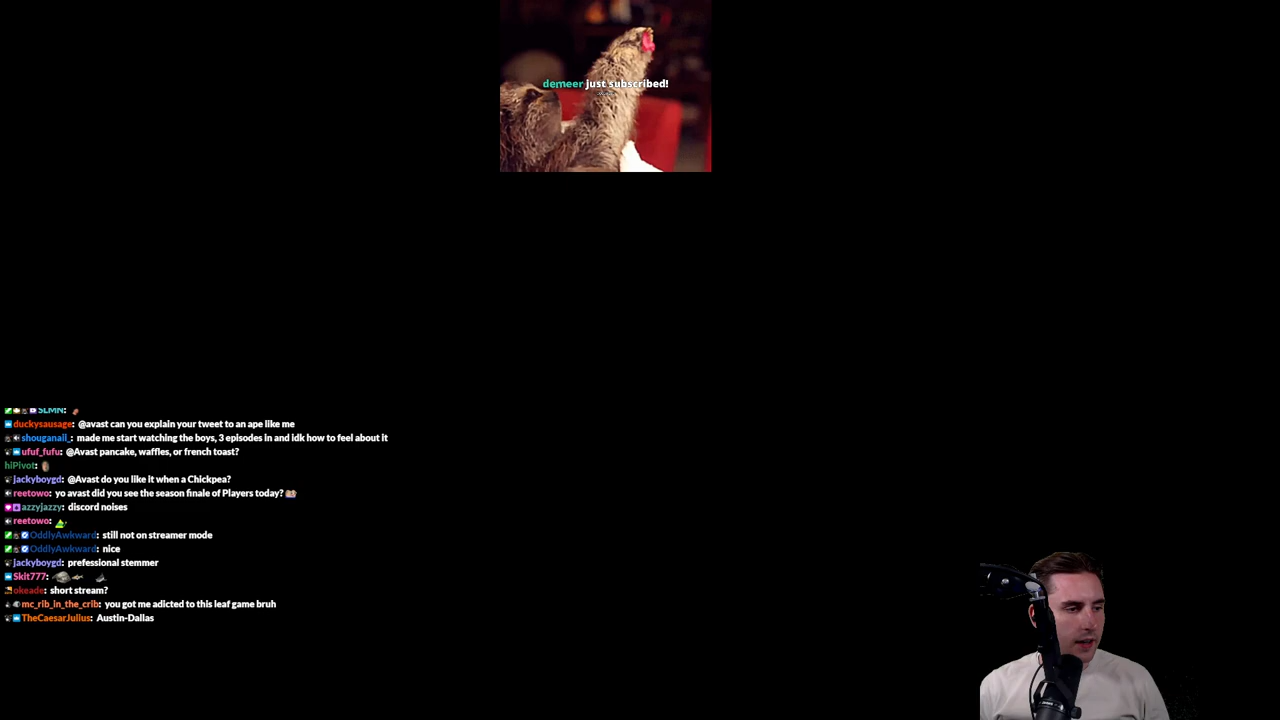 demeer just subscribed!
SLMN:
duckysausage: @avast can you explain your tweet to an ape like me
shouganaii_: made me start watching the boys, 3 episodes in and idk how to feel about it
ufuf_fufu: @Avast pancake, waffles, or french toast?
hiPivot:
jackyboygd: @Avast do you like it when a Chickpea?
reetowo: yo avast did you see the season finale of Players today?
azzyjazzy: discord noises
reetowo:
OddlyAwkward: still not on streamer mode
OddlyAwkward: nice
jackyboygd: prefessional stemmer
Skit777:
okeade: short stream?
mc_rib_in_the_crib: you got me adicted to this leaf game bruh
TheCaesarJulius: Austin-Dallas